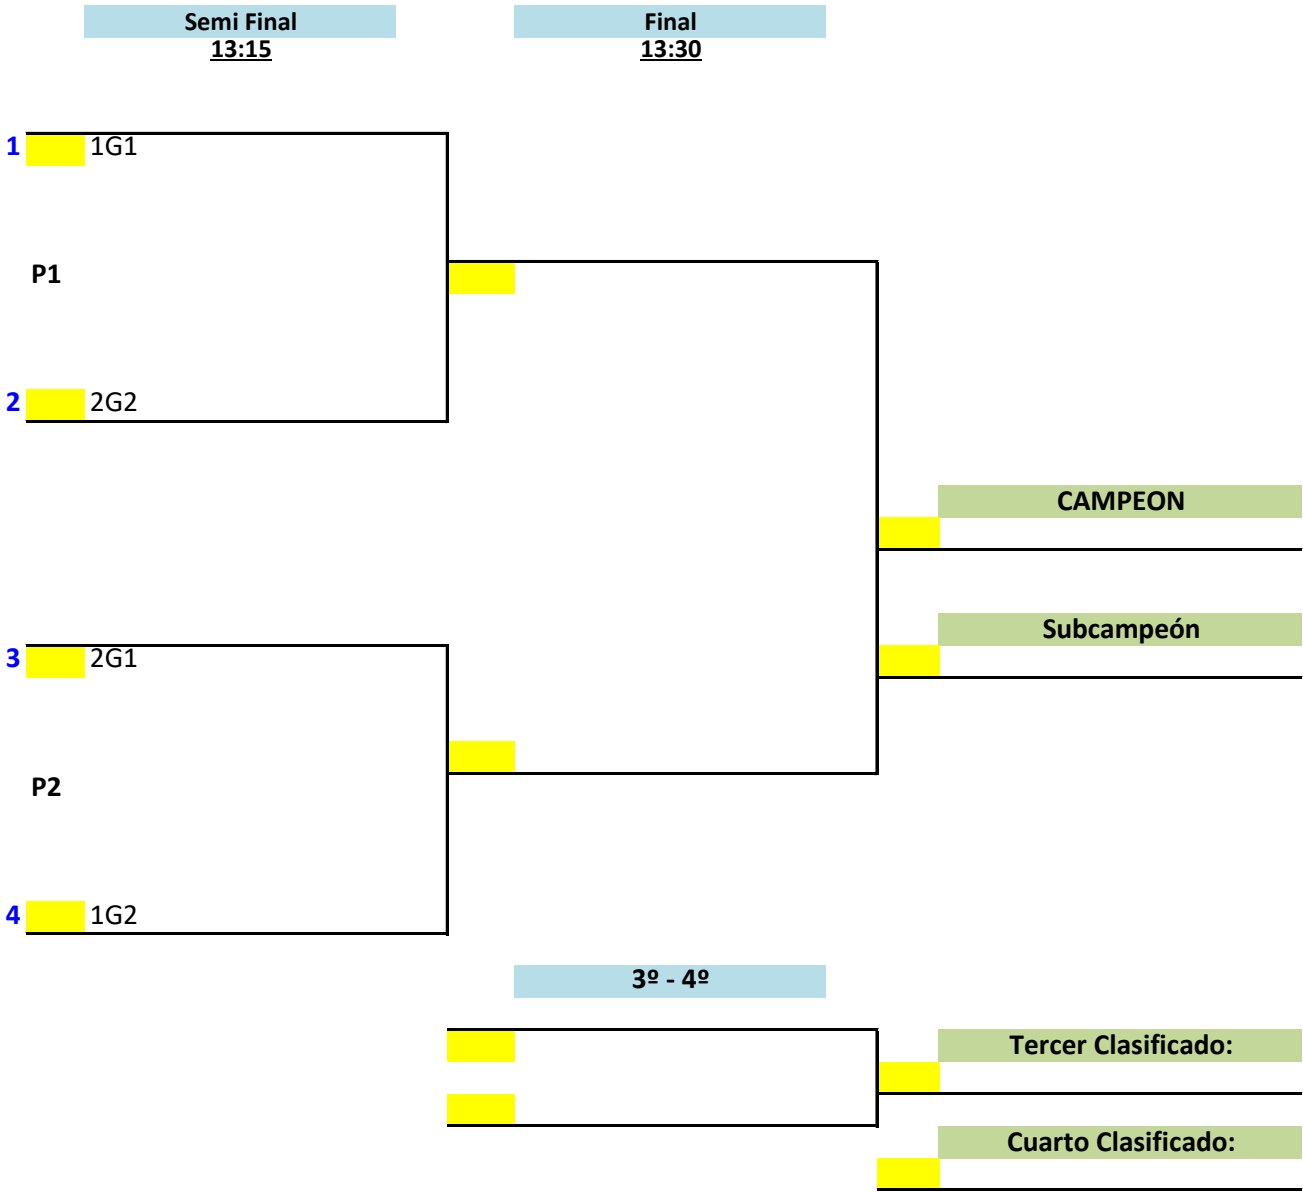 Semi Final
13:15
Final
13:30
1 1G1
P1
2 2G2
CAMPEON
Subcampeón
3 2G1
P2
4 1G2
3º - 4º
Tercer Clasificado:
Cuarto Clasificado: